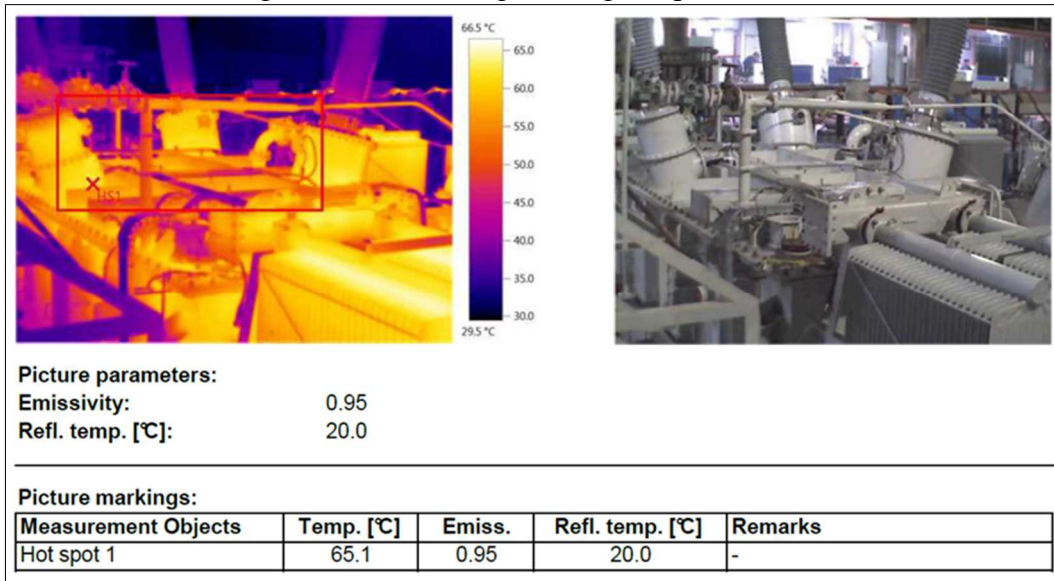 66.5 °C
65.0
60.0
55.0
50.0
45.0
40.0
35.0
30.0
29.5 °C
HS1
Picture parameters:
Emissivity: 0.95
Refl. temp. [°C]: 20.0
Picture markings:
Measurement Objects Temp. [°C] Emiss. Refl. temp. [°C] Remarks
Hot spot 1 65.1 0.95 20.0 -